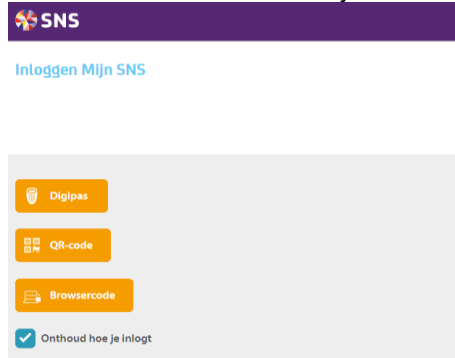 SNS
Inloggen Mijn SNS
Digipas
QR-code
Browsercode
Onthoud hoe je inlogt